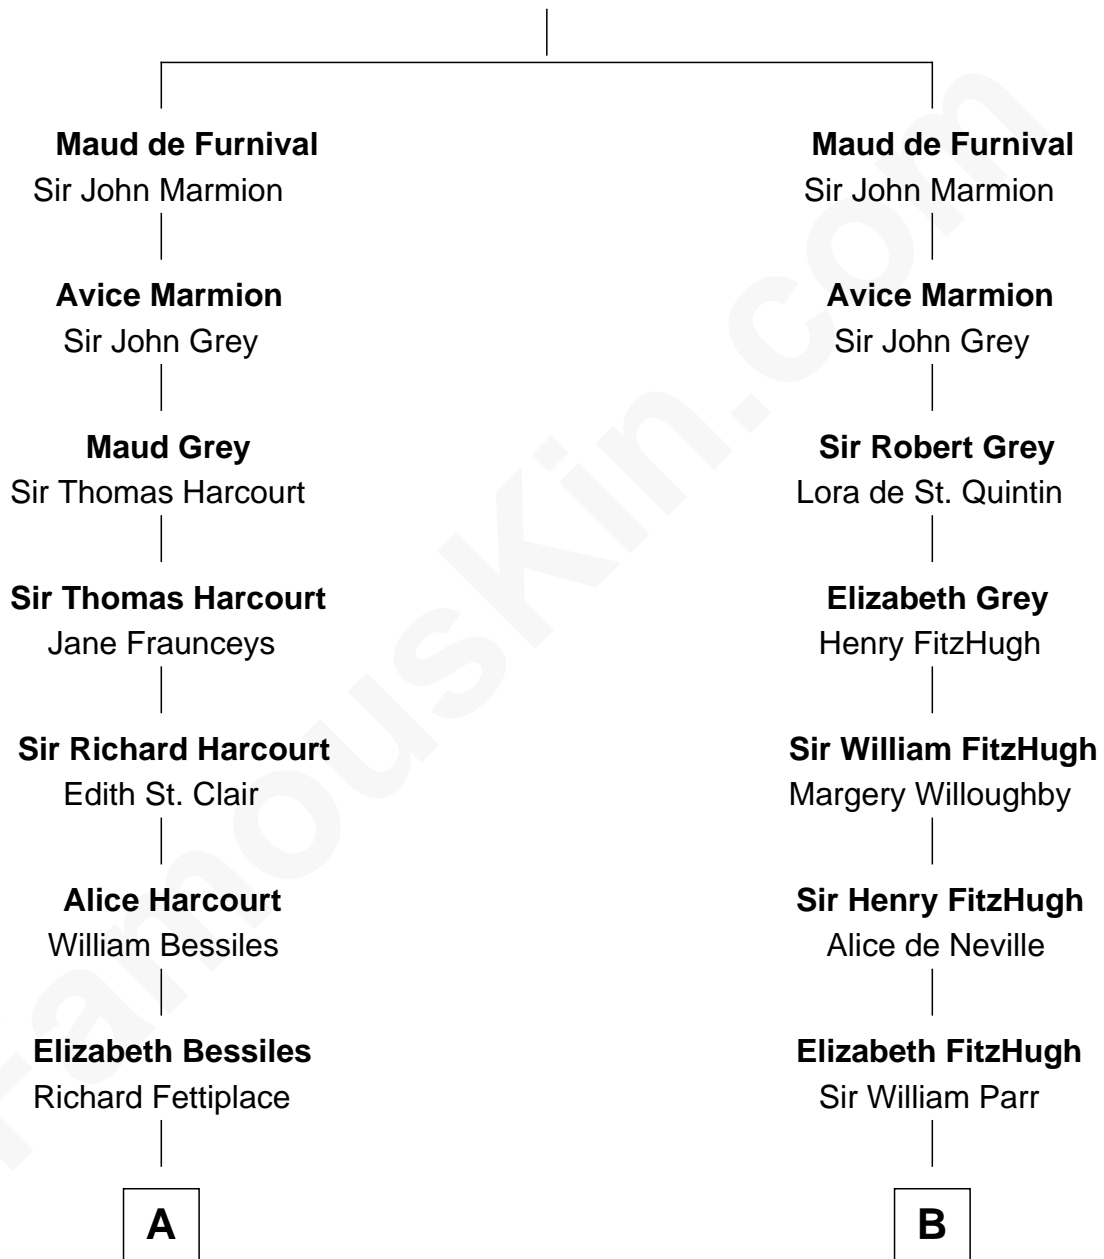 Maud de Furnival
Sir John Marmion
Avice Marmion
Sir John Grey
Maud Grey
Sir Thomas Harcourt
Sir Thomas Harcourt
Jane Fraunceys
Sir Richard Harcourt
Edith St. Clair
Alice Harcourt
William Bessiles
Elizabeth Bessiles
Richard Fettiplace
A
Maud de Furnival
Sir John Marmion
Avice Marmion
Sir John Grey
Sir Robert Grey
Lora de St. Quintin
Elizabeth Grey
Henry FitzHugh
Sir William FitzHugh
Margery Willoughby
Sir Henry FitzHugh
Alice de Neville
Elizabeth FitzHugh
Sir William Parr
B
FamousKin.com